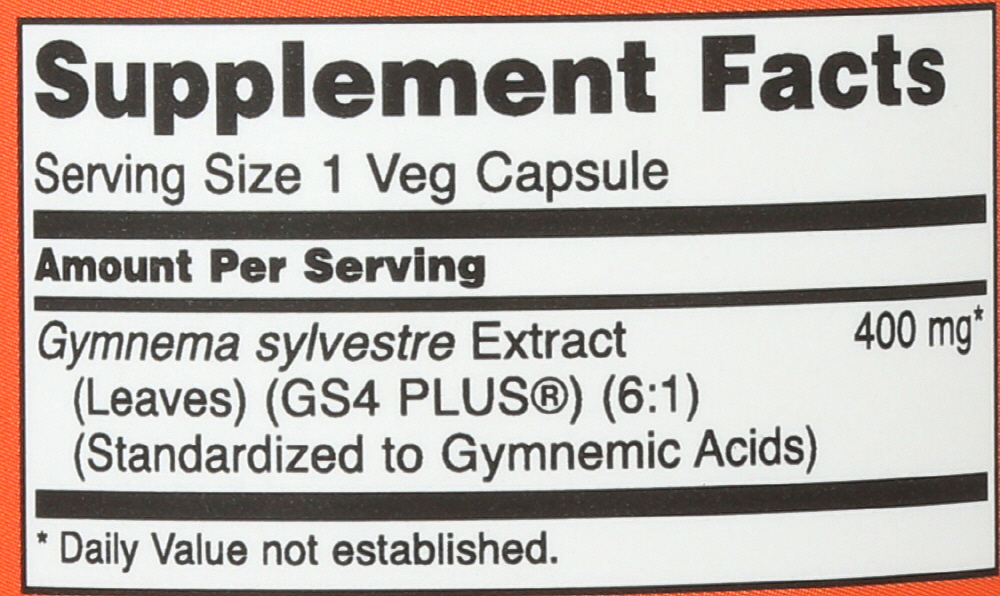 Supplement Facts
Serving Size 1 Veg Capsule
Amount Per Serving
Gymnema sylvestre Extract 400 mg*
(Leaves) (GS4 PLUS®) (6:1)
(Standardized to Gymnemic Acids)
* Daily Value not established.